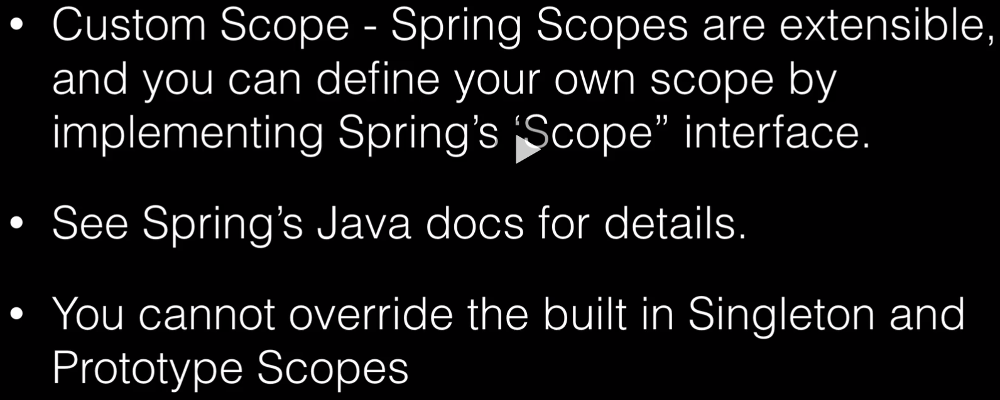 • Custom Scope - Spring Scopes are extensible,
and you can define your own scope by
implementing Spring’s “Scope” interface.
• See Spring’s Java docs for details.
• You cannot override the built in Singleton and
Prototype Scopes